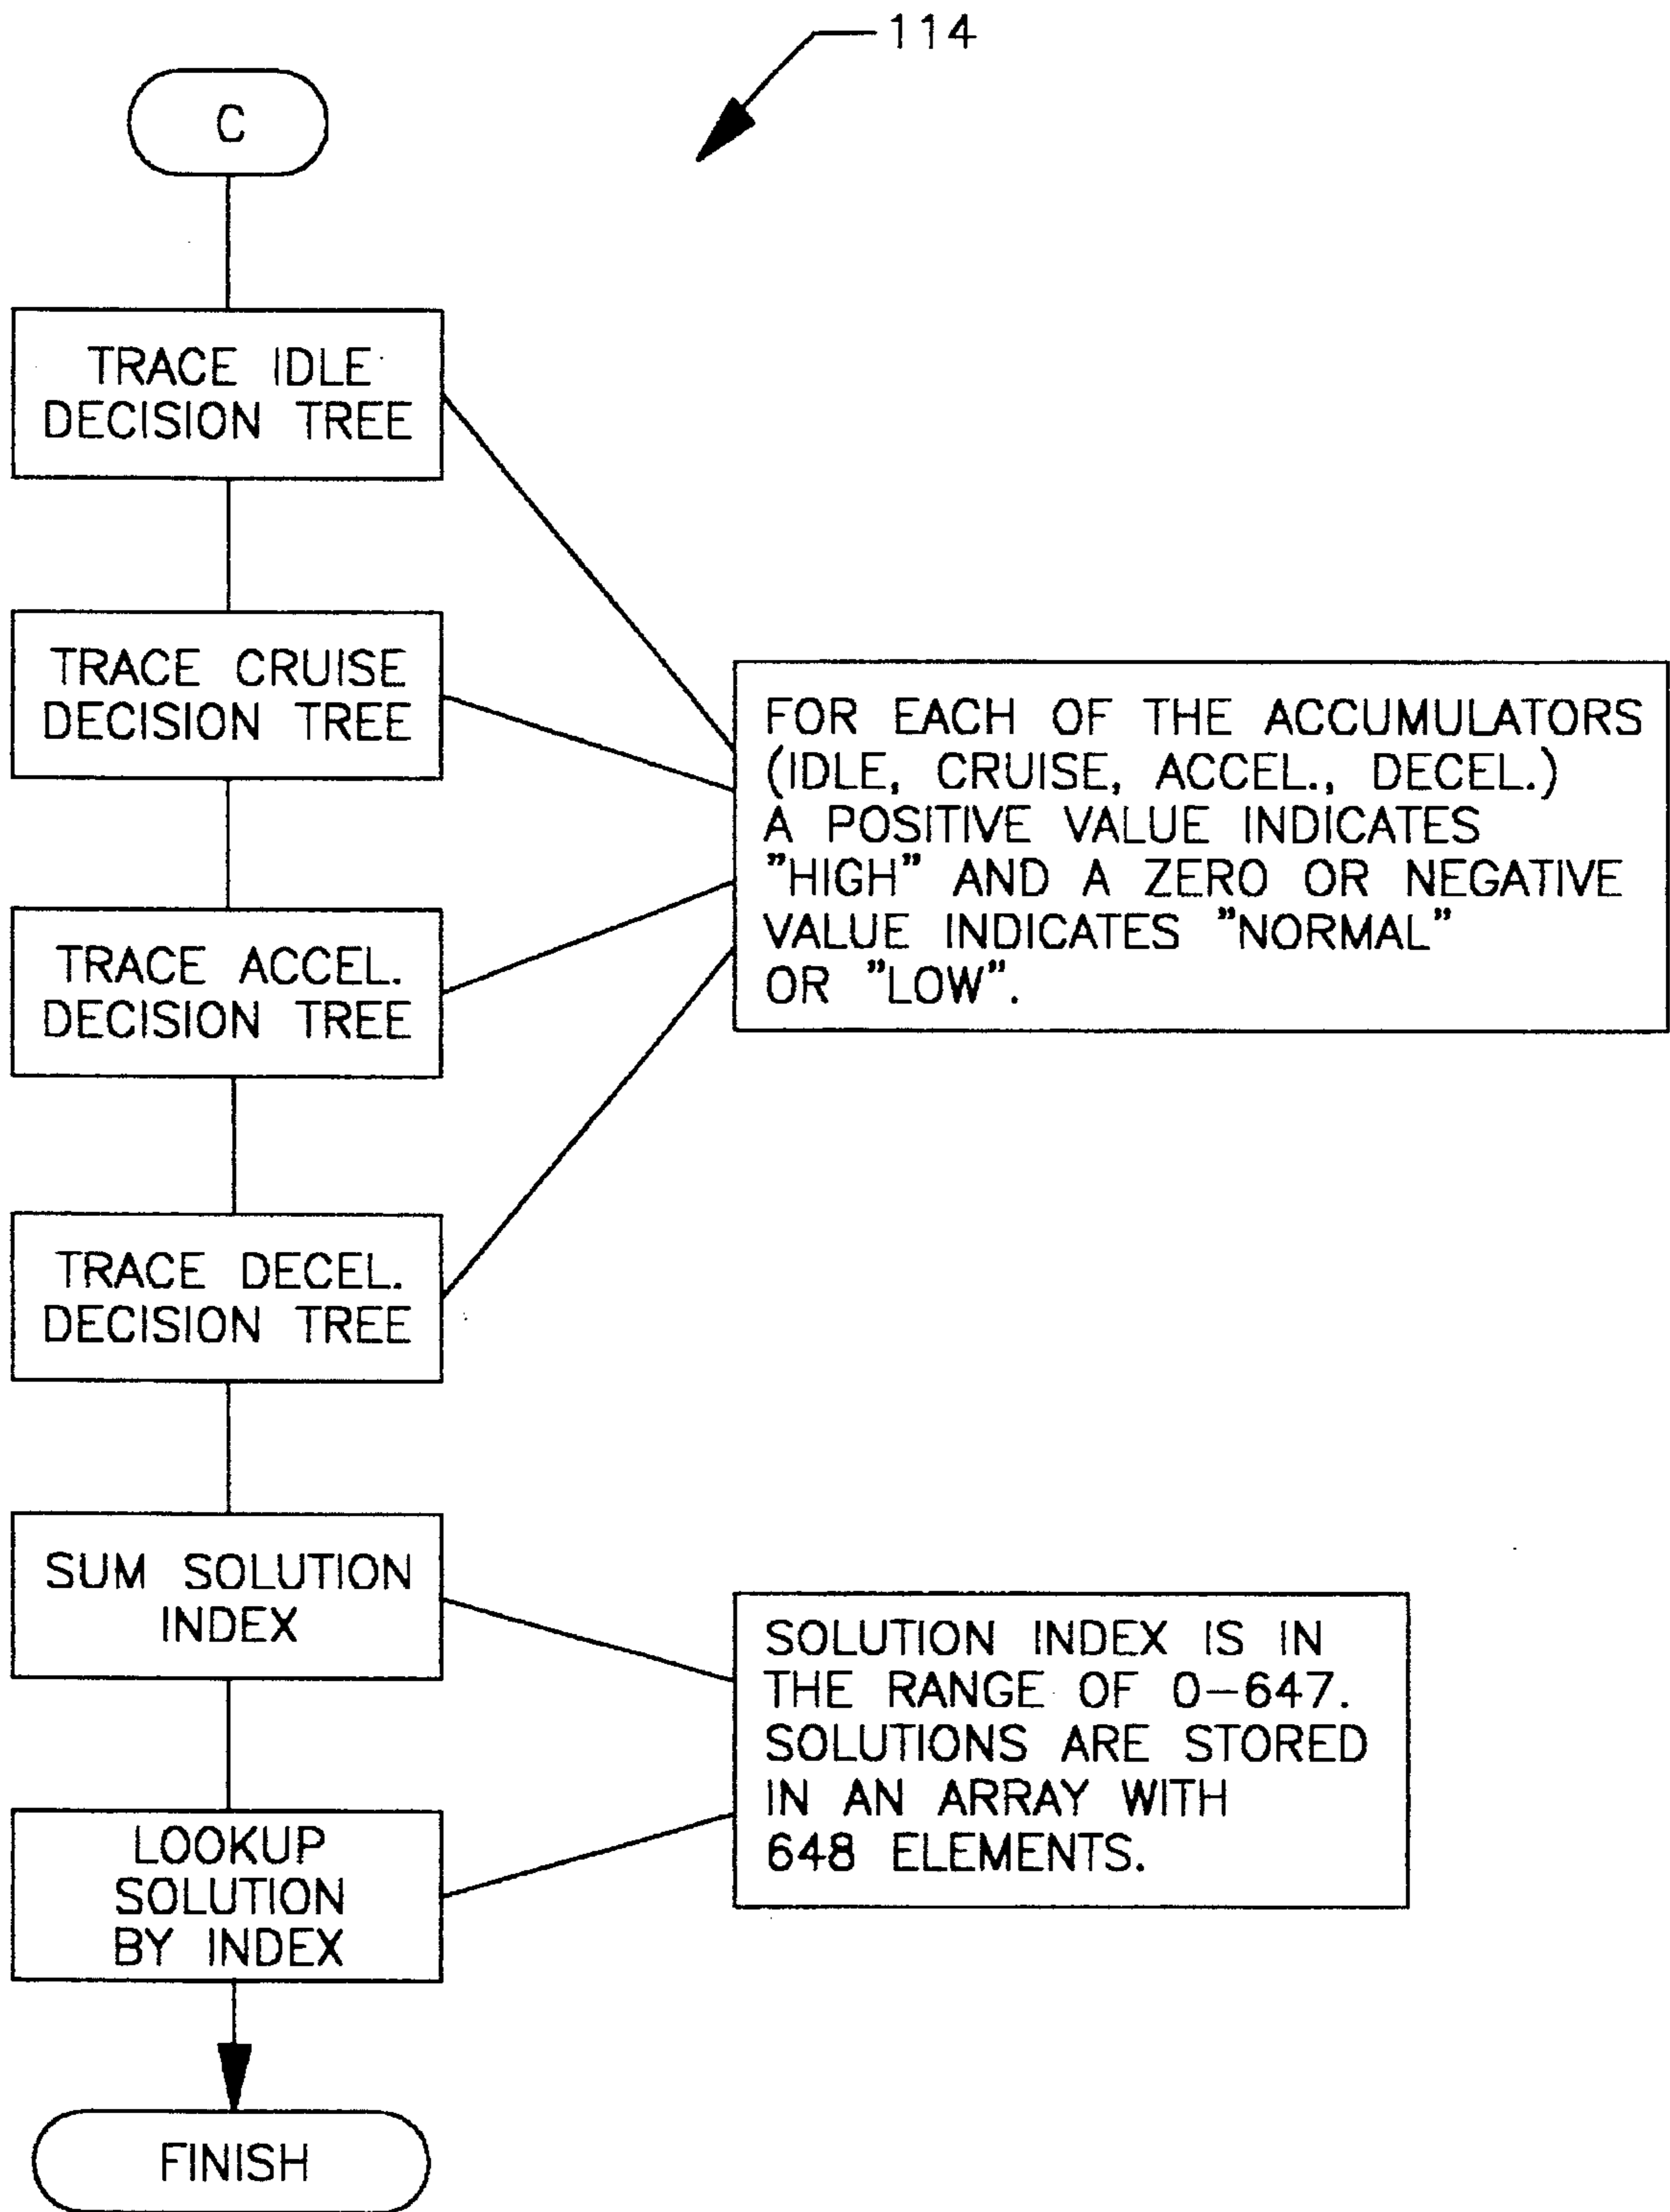 114
C
TRACE IDLE
DECISION TREE
TRACE CRUISE
DECISION TREE
FOR EACH OF THE ACCUMULATORS
(IDLE, CRUISE, ACCEL., DECEL.)
A POSITIVE VALUE INDICATES
"HIGH" AND A ZERO OR NEGATIVE
VALUE INDICATES "NORMAL"
OR "LOW".
TRACE ACCEL.
DECISION TREE
TRACE DECEL.
DECISION TREE
SUM SOLUTION
INDEX
SOLUTION INDEX IS IN
THE RANGE OF 0-647.
SOLUTIONS ARE STORED
IN AN ARRAY WITH
648 ELEMENTS.
LOOKUP
SOLUTION
BY INDEX
FINISH